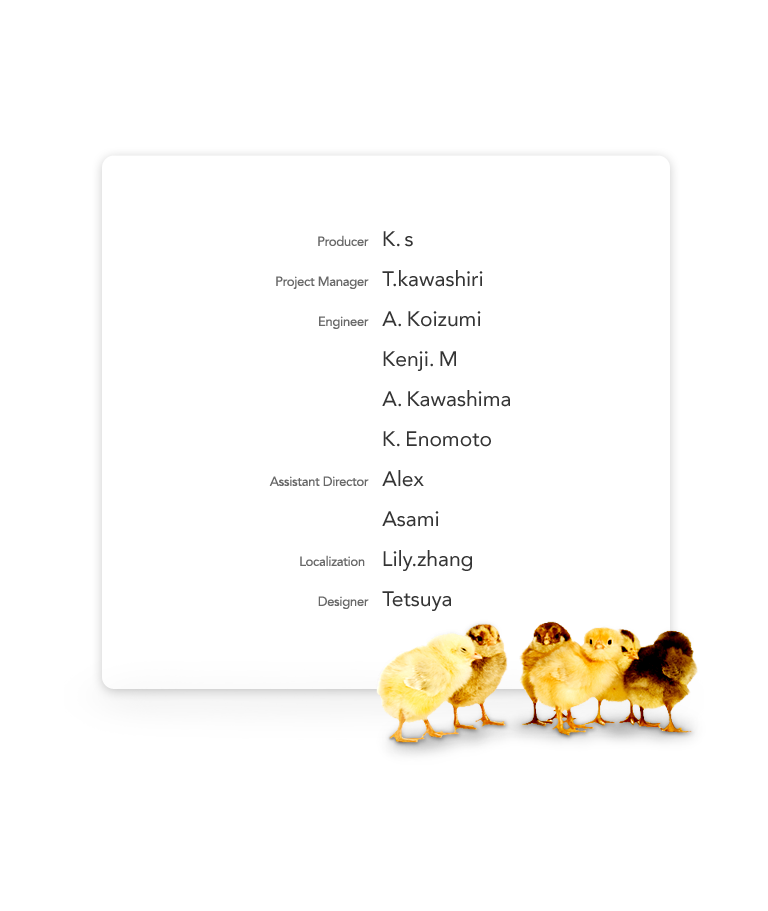 Producer K. s
Project Manager T.kawashiri
Engineer A. Koizumi
Kenji. M
A. Kawashima
K. Enomoto
Assistant Director Alex
Asami
Localization Lily.zhang
Designer Tetsuya